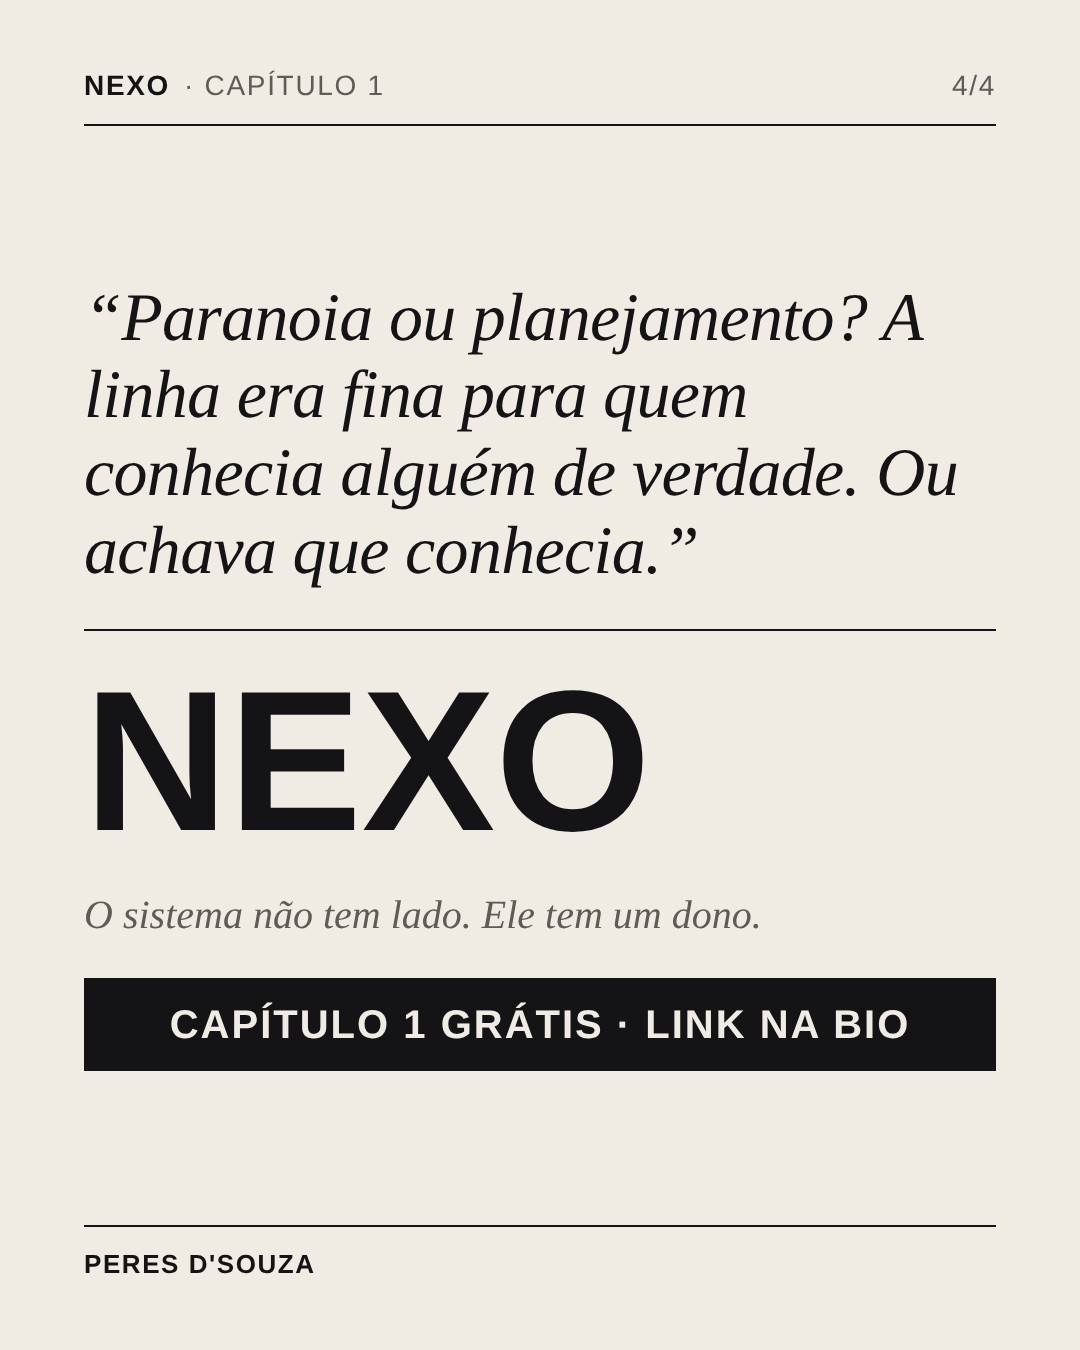 NEXO · CAPÍTULO 1 4/4
“Paranoia ou planejamento? A
linha era fina para quem
conhecia alguém de verdade. Ou
achava que conhecia.”
NEXO
O sistema não tem lado. Ele tem um dono.
CAPÍTULO 1 GRÁTIS · LINK NA BIO
PERES D'SOUZA